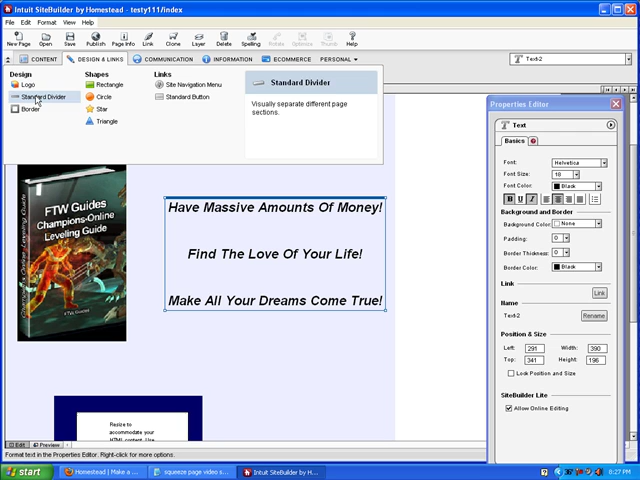 Intuit SiteBuilder by Homestead - testy111/index
File Edit Format View Help
New Page Open Save Publish Page Info Link Clone Layer Delete Spelling Rotate Optimize Thumb Help
CONTENT DESIGN & LINKS COMMUNICATION INFORMATION ECOMMERCE PERSONAL
Text2
Design
Logo
Standard Divider
Border
Shapes
Rectangle
Circle
Star
Triangle
Links
Site Navigation Menu
Standard Button
Standard Divider
Visually separate different page
sections.
FTW Guides
Champions-Online
Leveling Guide
Champions Online Leveling Guide
FTW Guides
Have Massive Amounts Of Money!
Find The Love Of Your Life!
Make All Your Dreams Come True!
Resize to
accommodate your
HTML content. Use
Properties Editor
Text
Basics
Font: Helvetica
Font Size: 18
Font Color: Black
B U I
Background and Border
Background Color: None
Padding: 0
Border Thickness: 0
Border Color: Black
Link
Link
Name
Text2 Rename
Position & Size
Left: 291 Width: 390
Top: 341 Height: 196
Lock Position and Size
SiteBuilder Lite
Allow Online Editing
Edit Preview
Format text in the Properties Editor. Right-click for more options.
start Homestead | Make a ... squeeze page video s... Intuit SiteBuilder by H... 8:27 PM